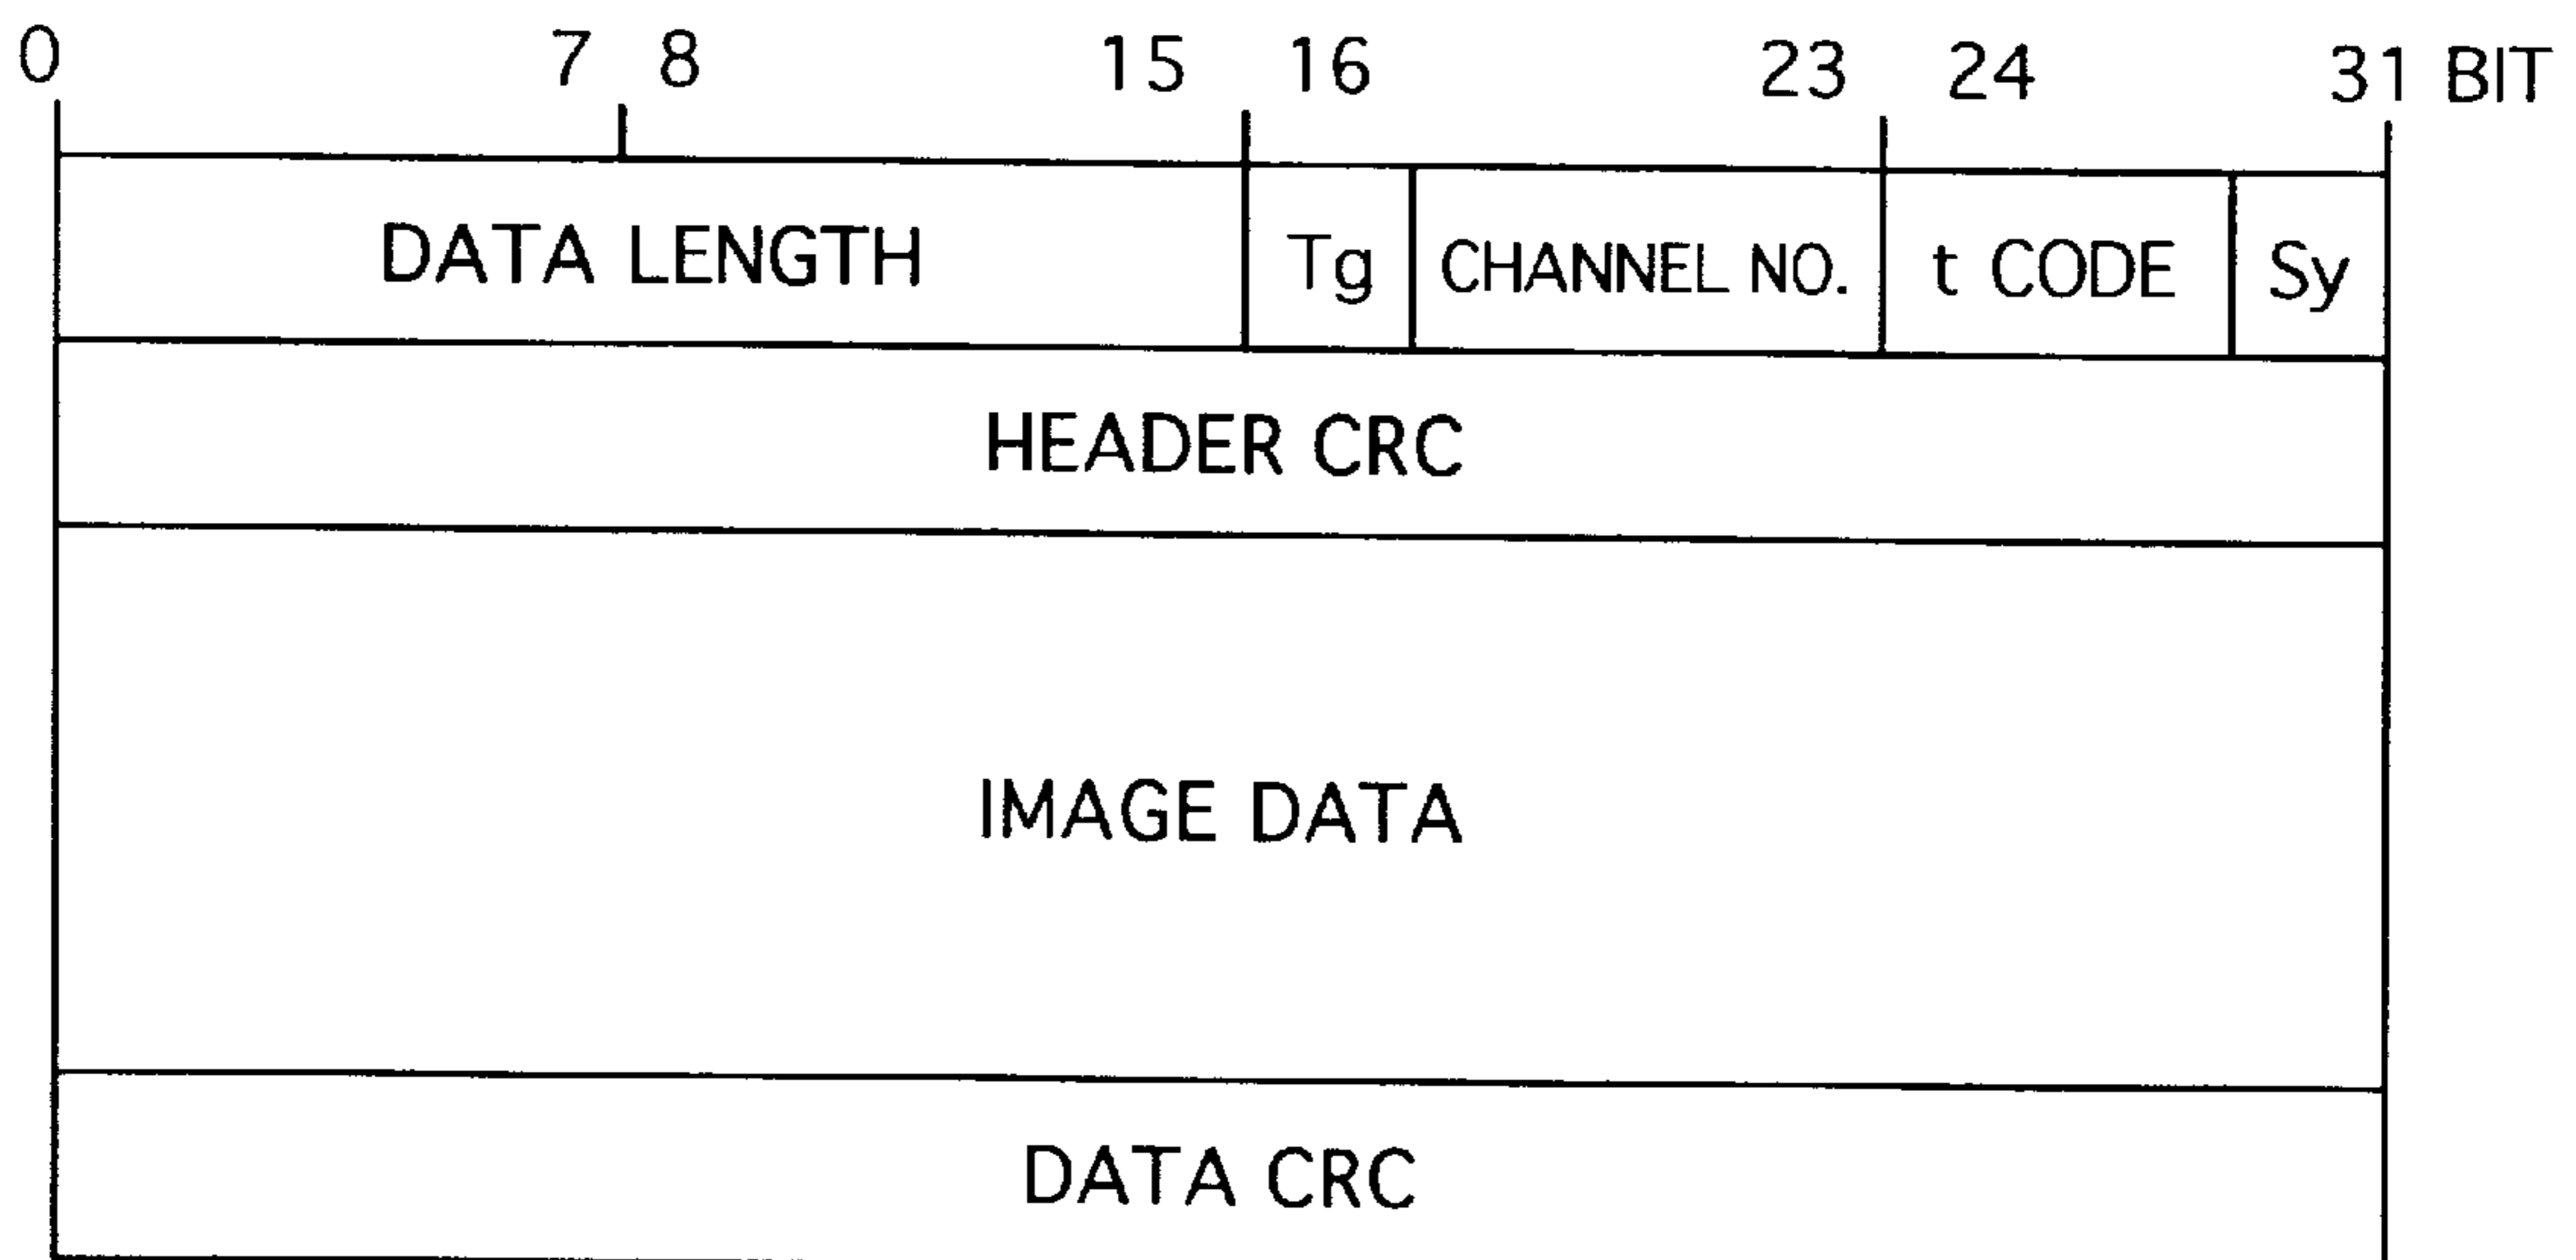 0 7 8 15 16 23 24 31 BIT
DATA LENGTH Tg CHANNEL NO. t CODE Sy
HEADER CRC
IMAGE DATA
DATA CRC